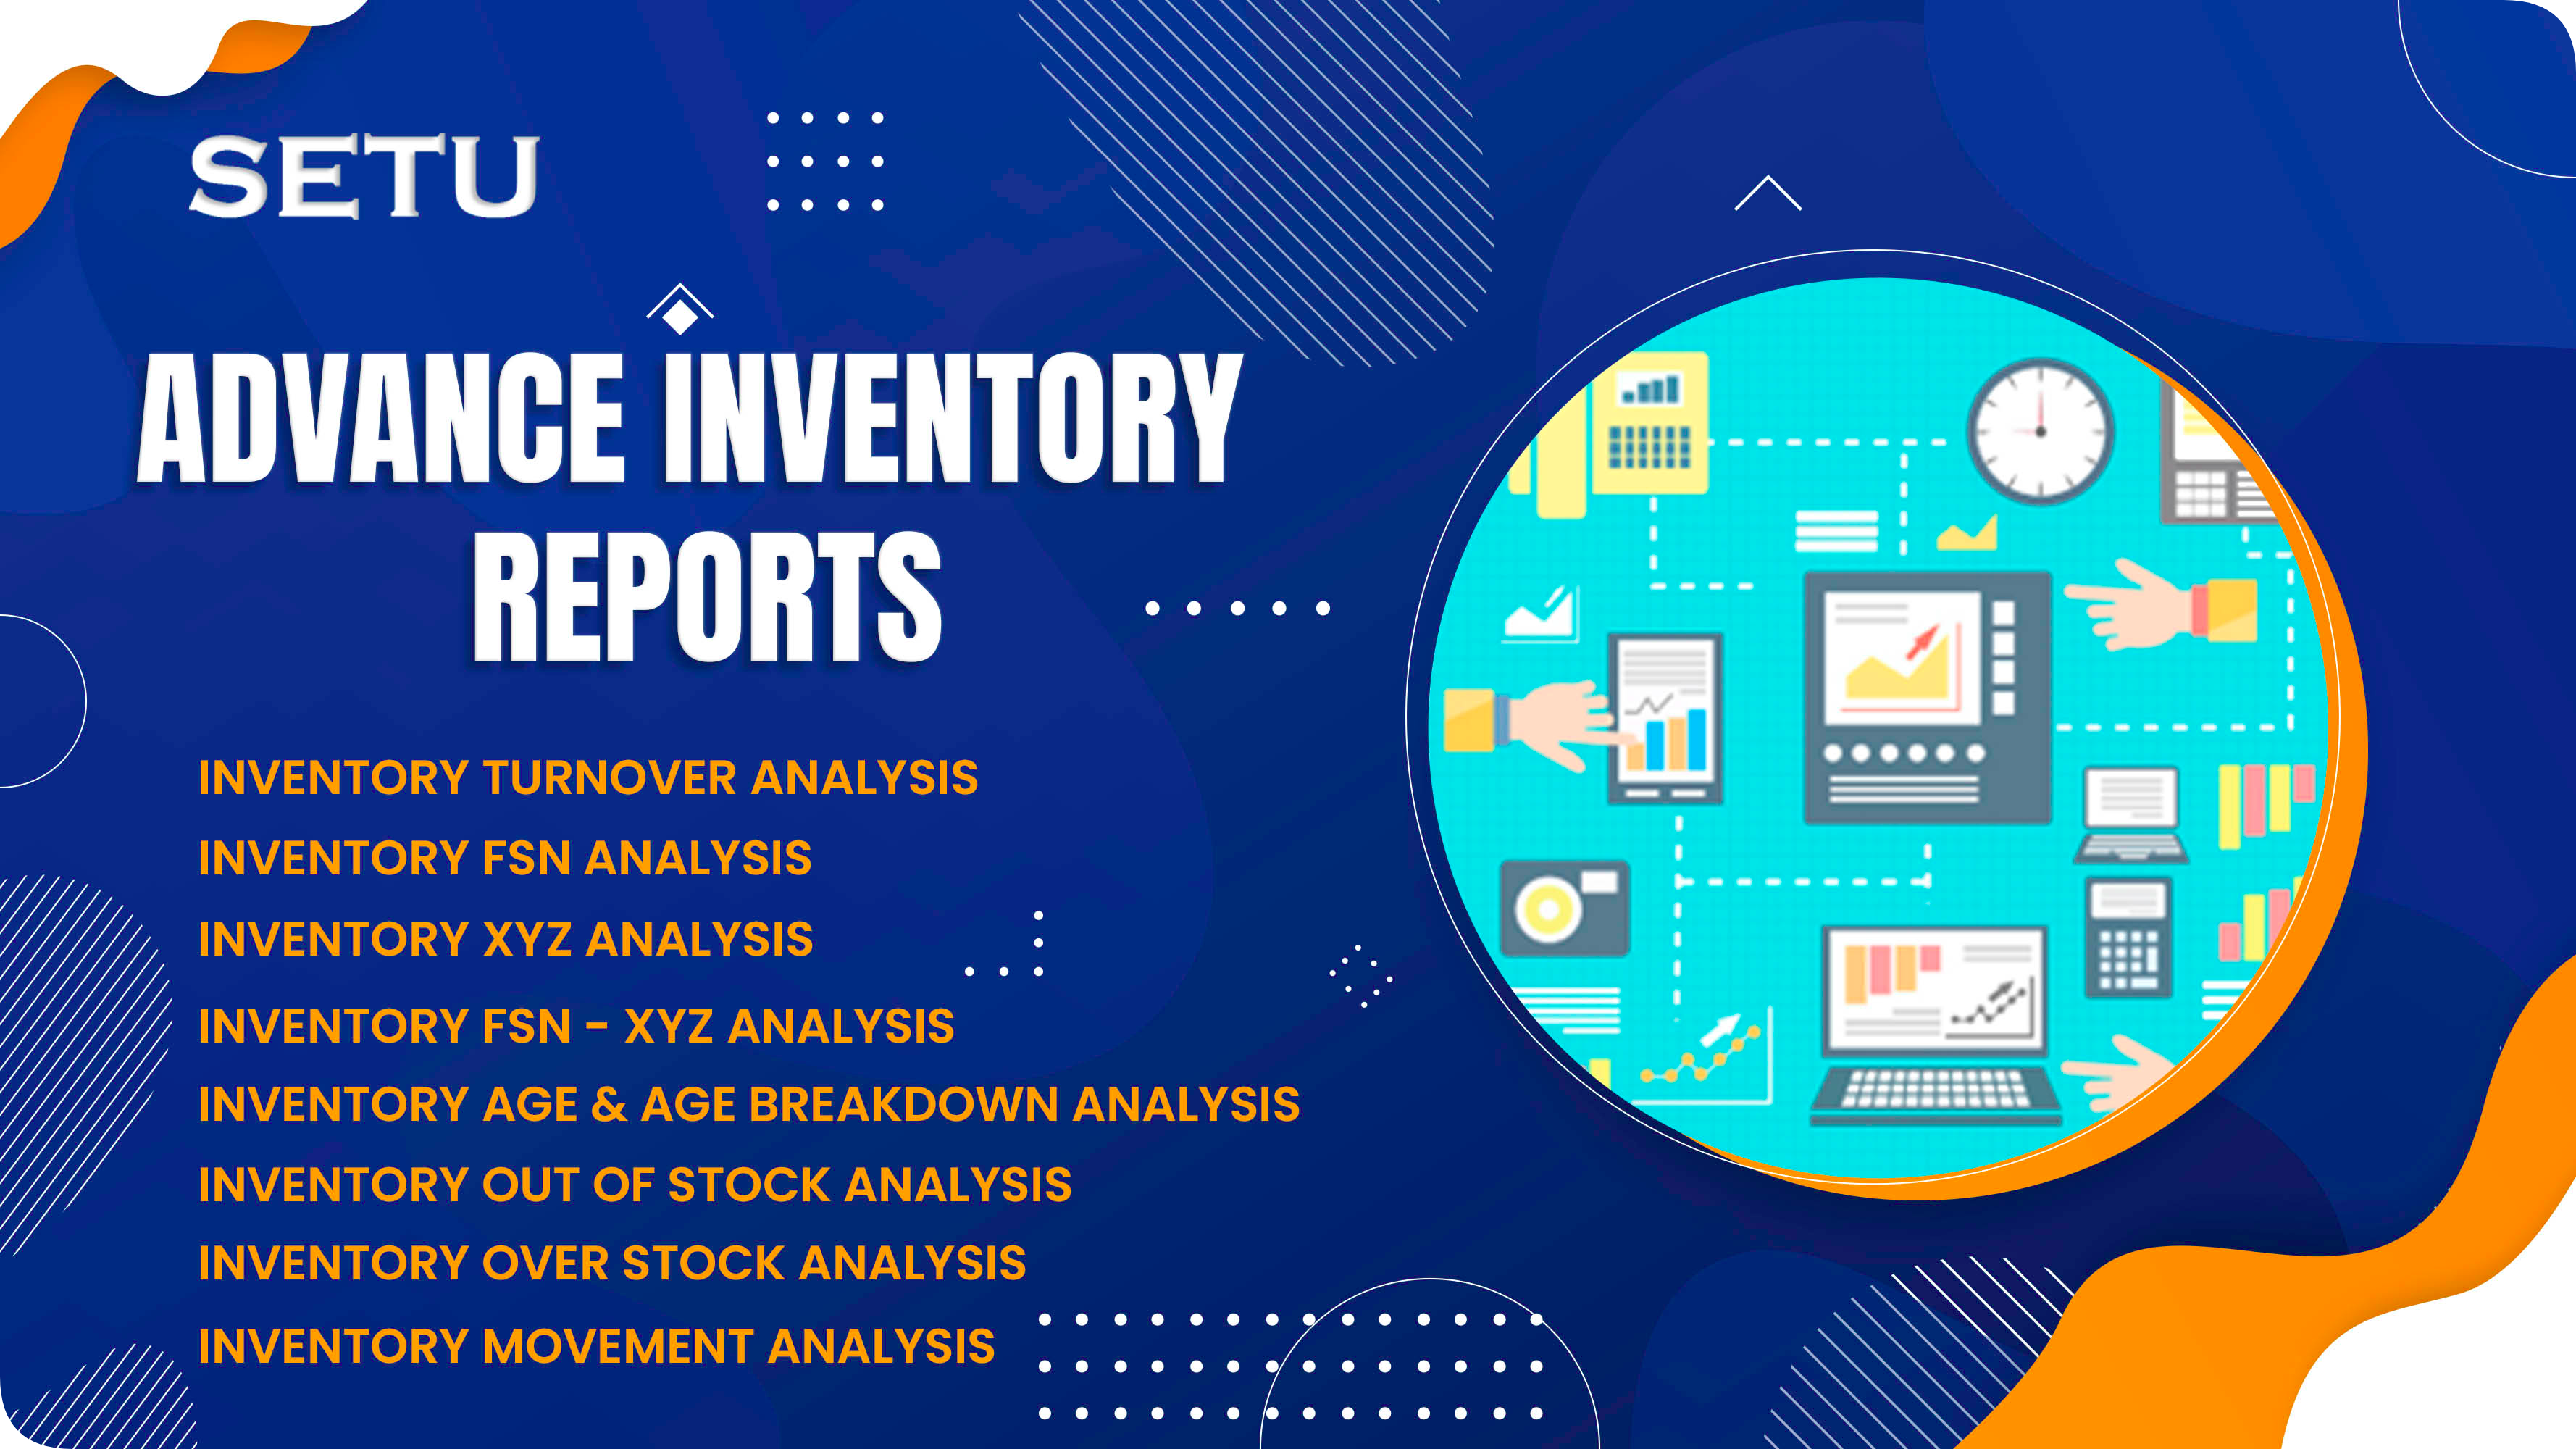 SETU
ADVANCE INVENTORY
REPORTS
INVENTORY TURNOVER ANALYSIS
INVENTORY FSN ANALYSIS
INVENTORY XYZ ANALYSIS
INVENTORY FSN - XYZ ANALYSIS
INVENTORY AGE & AGE BREAKDOWN ANALYSIS
INVENTORY OUT OF STOCK ANALYSIS
INVENTORY OVER STOCK ANALYSIS
INVENTORY MOVEMENT ANALYSIS